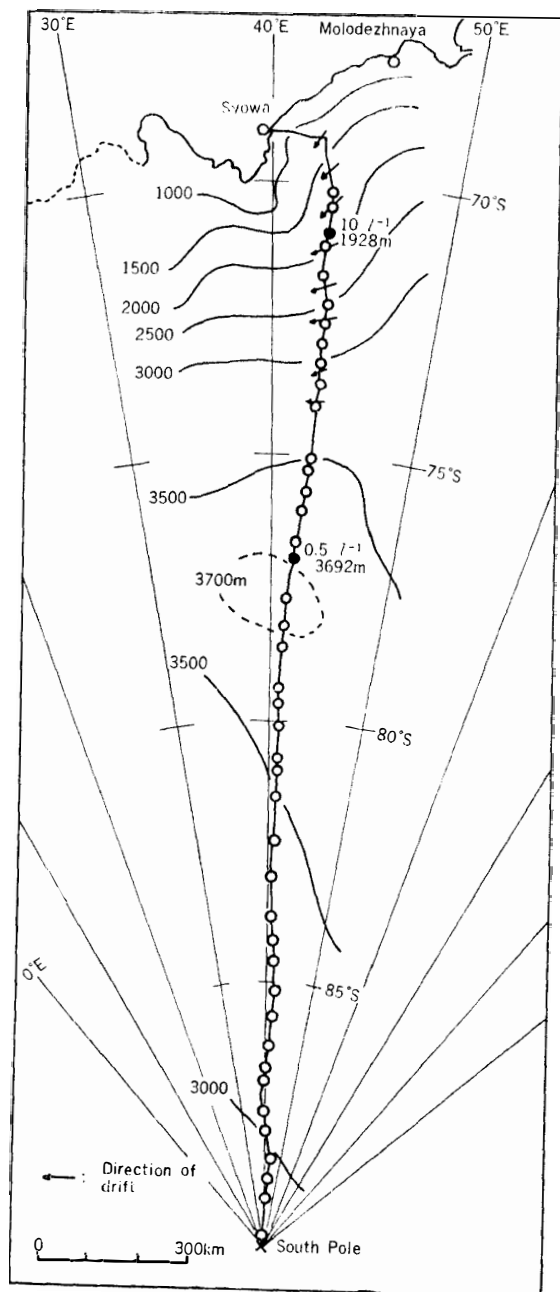 30°E
40°E
Molodezhnaya
50°E
Syowa
1000
70°S
10 l⁻¹
1928m
1500
2000
2500
3000
75°S
3500
0.5 l⁻¹
3692m
3700m
3500
80°S
0°E
85°S
3000
: Direction of
drift
0
300km
South Pole